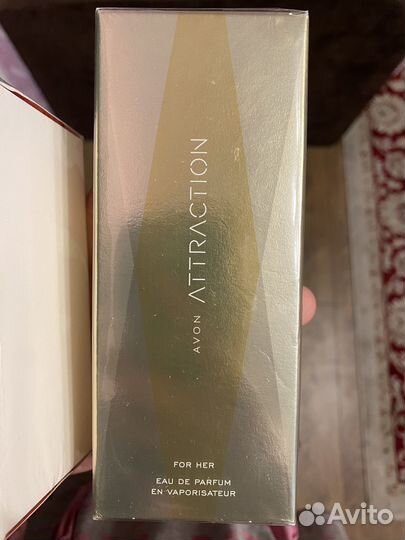 AVON ATTRACTION
FOR HER
EAU DE PARFUM
EN VAPORISATEUR
Avito